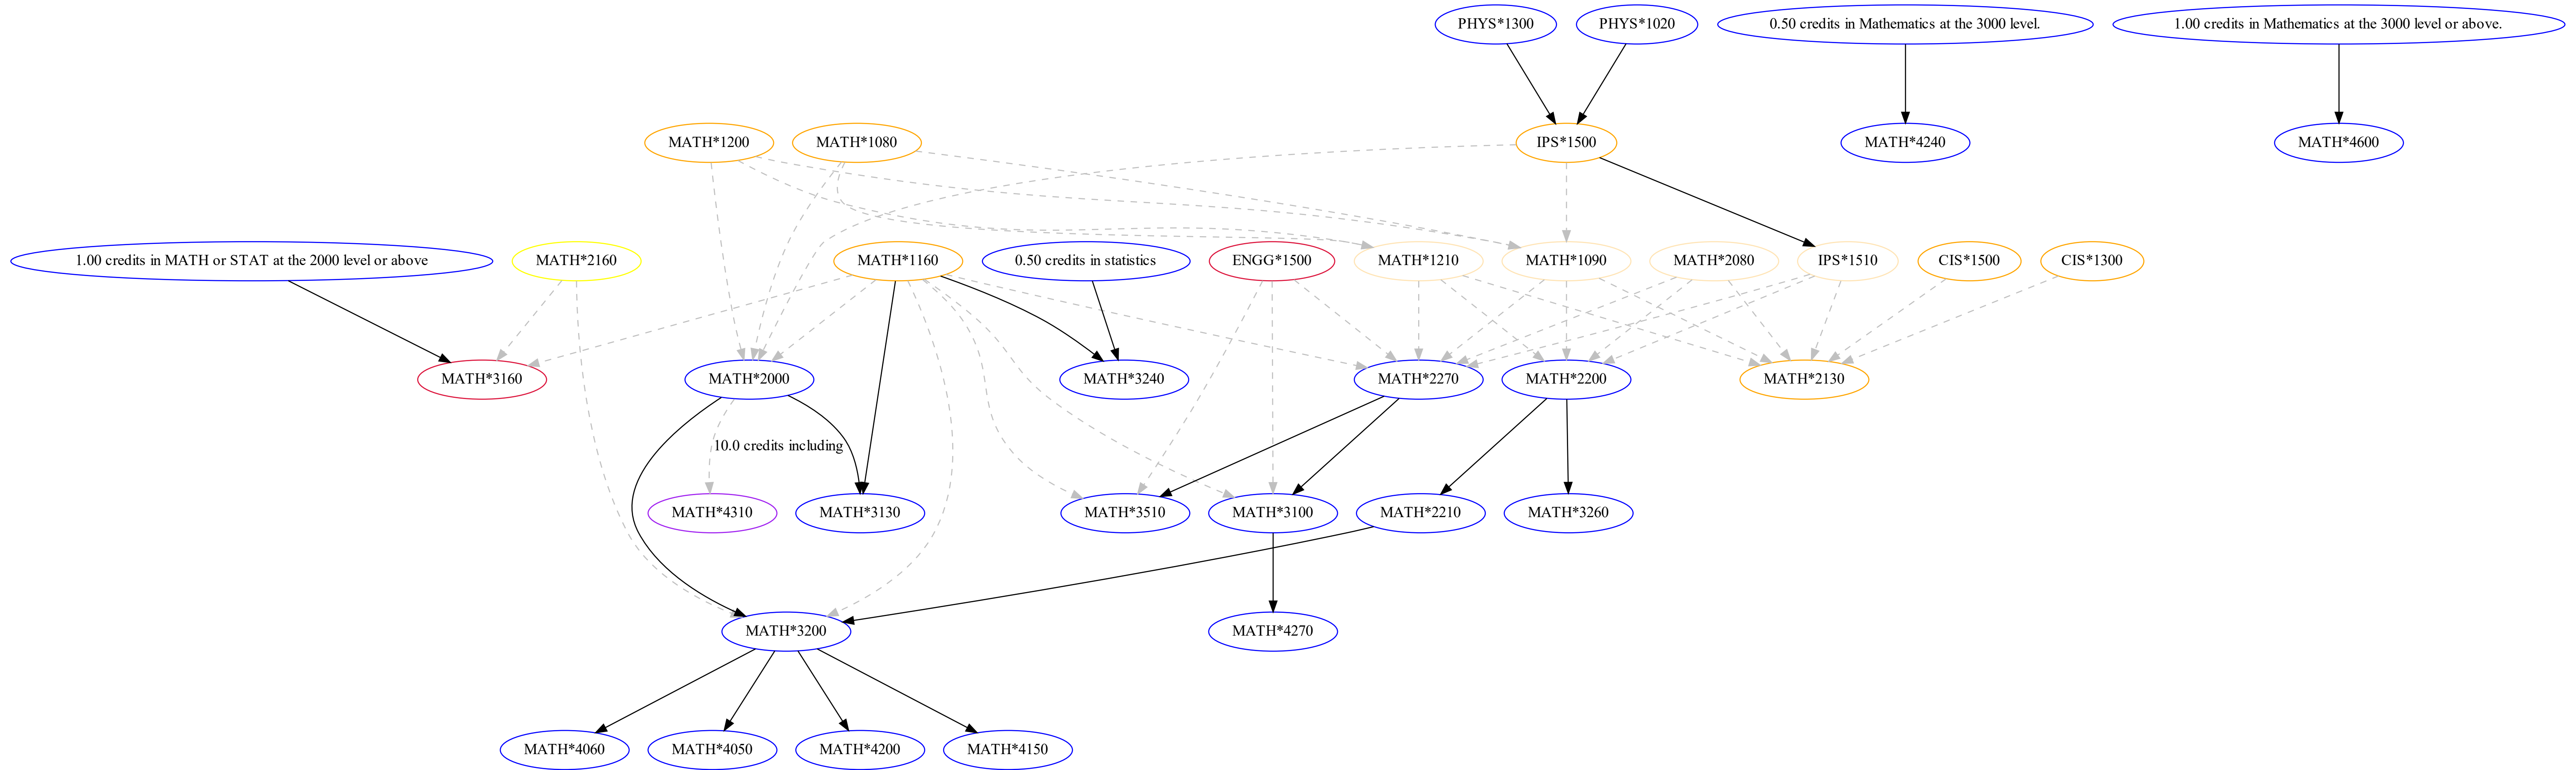 PHYS*1300
PHYS*1020
0.50 credits in Mathematics at the 3000 level.
1.00 credits in Mathematics at the 3000 level or above.
MATH*1200
MATH*1080
IPS*1500
MATH*4240
MATH*4600
1.00 credits in MATH or STAT at the 2000 level or above
MATH*2160
MATH*1160
0.50 credits in statistics
ENGG*1500
MATH*1210
MATH*1090
MATH*2080
IPS*1510
CIS*1500
CIS*1300
MATH*3160
MATH*2000
MATH*3240
MATH*2270
MATH*2200
MATH*2130
10.0 credits including
MATH*4310
MATH*3130
MATH*3510
MATH*3100
MATH*2210
MATH*3260
MATH*3200
MATH*4270
MATH*4060
MATH*4050
MATH*4200
MATH*4150